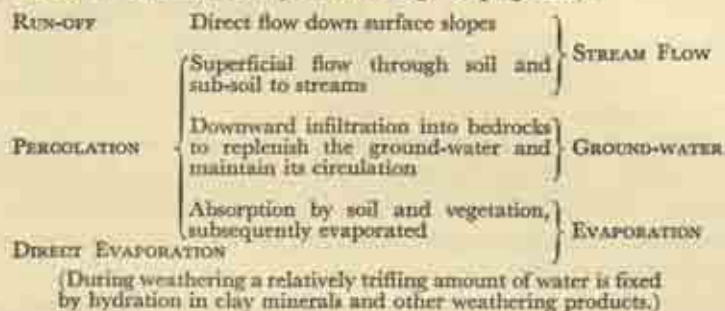 RUN-OFF Direct flow down surface slopes
STREAM FLOW
Superficial flow through soil and
sub-soil to streams
Downward infiltration into bedrocks
PERCOLATION to replenish the ground-water and GROUND-WATER
maintain its circulation
Absorption by soil and vegetation,
subsequently evaporated EVAPORATION
DIRECT EVAPORATION
(During weathering a relatively trifling amount of water is fixed
by hydration in clay minerals and other weathering products.)